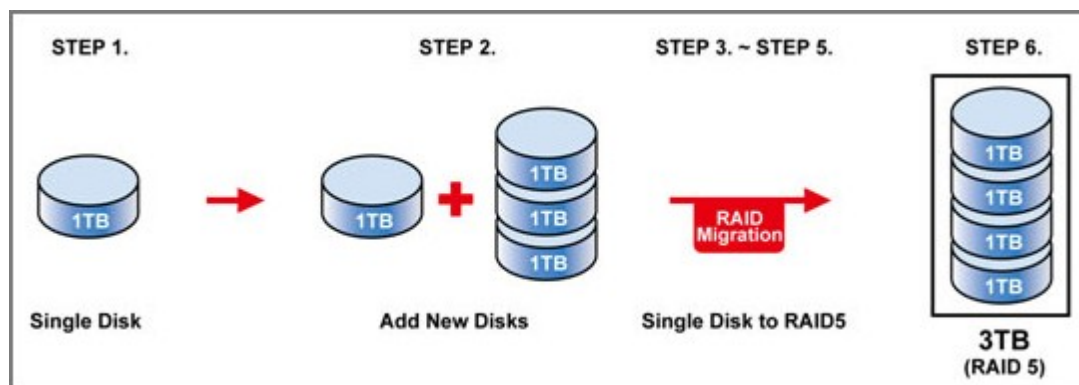 STEP 1.
STEP 2.
STEP 3. ~ STEP 5.
STEP 6.
1TB
1TB
1TB
1TB
1TB
RAID
Migration
1TB
1TB
1TB
1TB
Single Disk
Add New Disks
Single Disk to RAID5
3TB
(RAID 5)